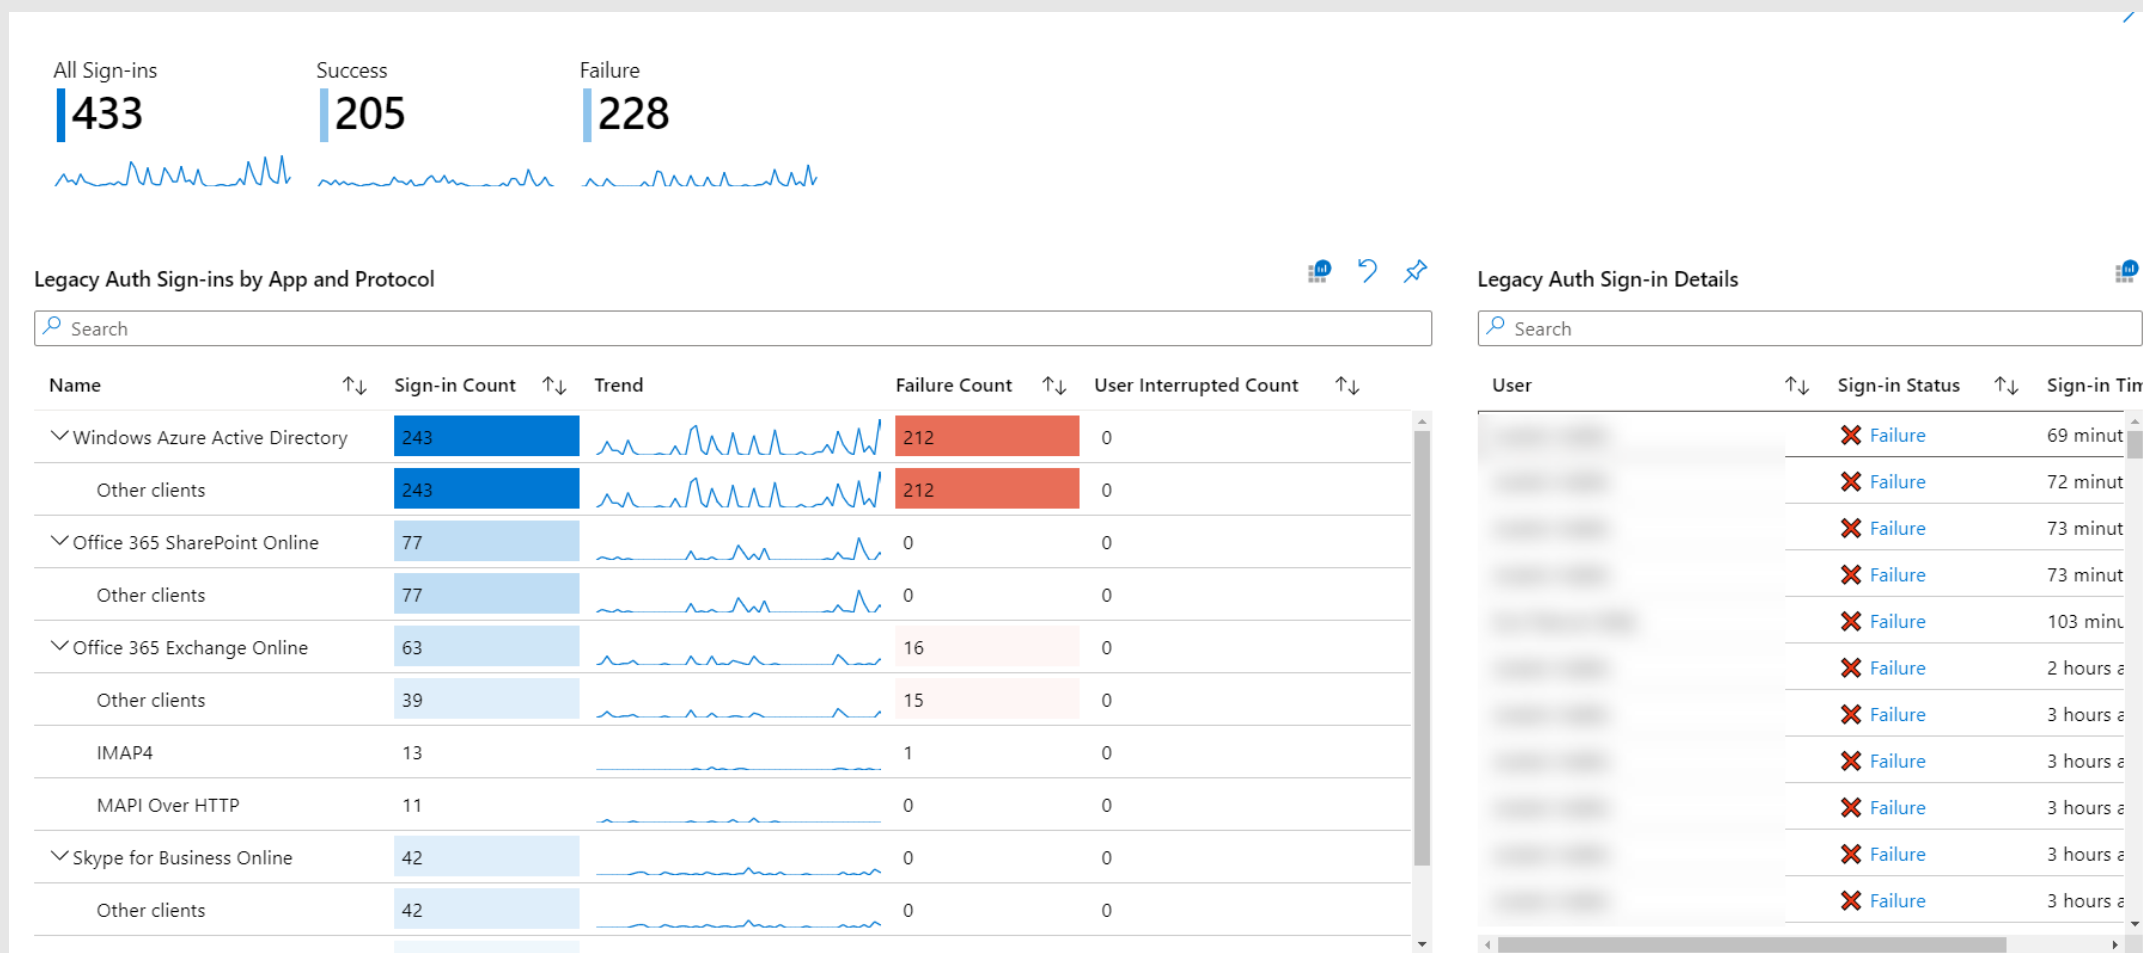 All Sign-ins Success Failure
433 205 228
Legacy Auth Sign-ins by App and Protocol
Search
Name Sign-in Count Trend Failure Count User Interrupted Count
Windows Azure Active Directory 243 212 0
Other clients 243 212 0
Office 365 SharePoint Online 77 0 0
Other clients 77 0 0
Office 365 Exchange Online 63 16 0
Other clients 39 15 0
IMAP4 13 1 0
MAPI Over HTTP 11 0 0
Skype for Business Online 42 0 0
Other clients 42 0 0
Legacy Auth Sign-in Details
Search
User Sign-in Status Sign-in Tim
Failure 69 minut
Failure 72 minut
Failure 73 minut
Failure 73 minut
Failure 103 minu
Failure 2 hours a
Failure 3 hours a
Failure 3 hours a
Failure 3 hours a
Failure 3 hours a
Failure 3 hours a